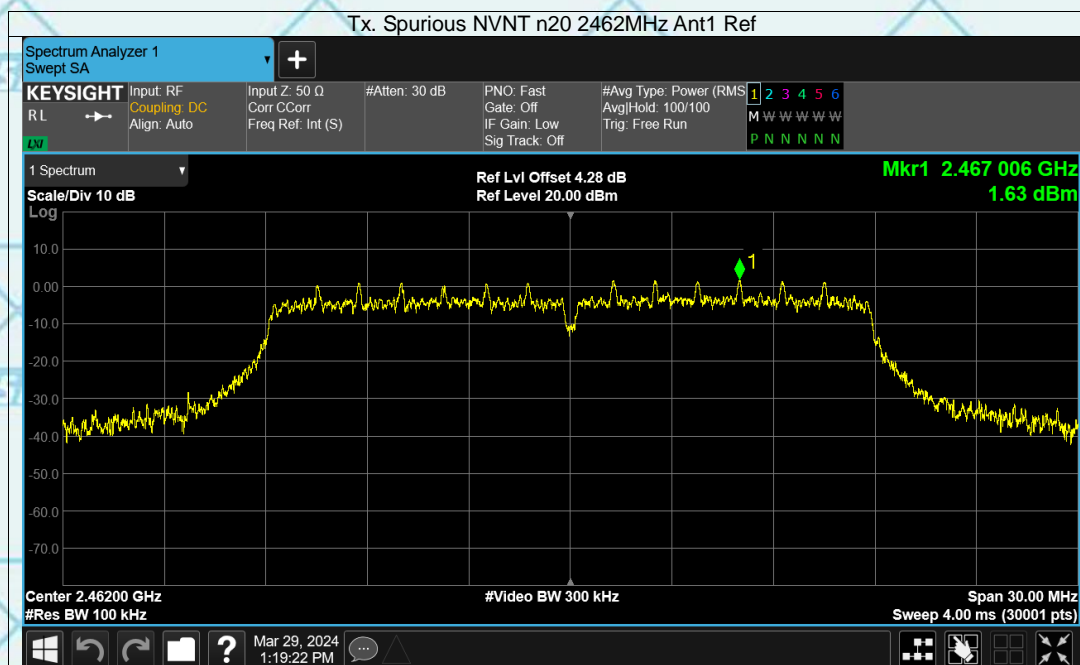 Tx. Spurious NVNT n20 2462MHz Ant1 Ref
Spectrum Analyzer 1
Swept SA
+
KEYSIGHT
RL
LXI
Input: RF
Coupling: DC
Align: Auto
Input Z: 50 Ω
Corr CCorr
Freq Ref: Int (S)
#Atten: 30 dB
PNO: Fast
Gate: Off
IF Gain: Low
Sig Track: Off
#Avg Type: Power (RMS
Avg|Hold: 100/100
Trig: Free Run
1 2 3 4 5 6
M W W W W W
P N N N N N
1 Spectrum
Scale/Div 10 dB
Ref Lvl Offset 4.28 dB
Ref Level 20.00 dBm
Mkr1 2.467 006 GHz
1.63 dBm
Log
10.0
0.00
-10.0
-20.0
-30.0
-40.0
-50.0
-60.0
-70.0
1
Center 2.46200 GHz
#Video BW 300 kHz
Span 30.00 MHz
#Res BW 100 kHz
Sweep 4.00 ms (30001 pts)
?
Mar 29, 2024
1:19:22 PM